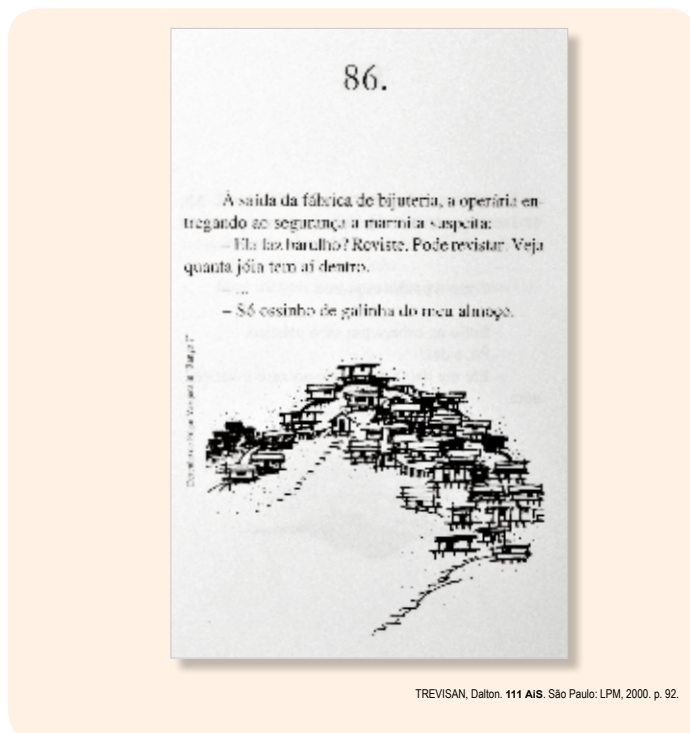 86.
À saída da fábrica de bijuteria, a operária en-
tregando ao segurança a marmita suspeita:
– Ela faz barulho? Reviste. Pode revistar. Veja
quanta jóia tem aí dentro.
...
– Só ossinho de galinha do meu almoço.
TREVISAN, Dalton. 111 AiS. São Paulo: LPM, 2000. p. 92.